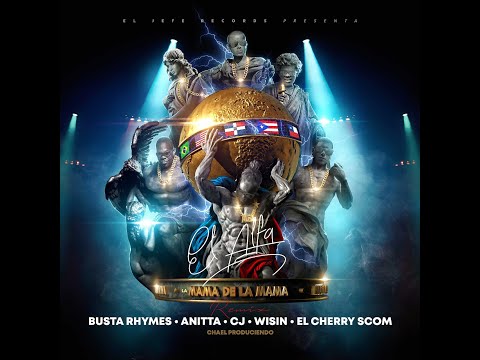 EL JEFE RECORDS PRESENTA
El Alfa
LA MAMA DE LA MAMA
Remix
BUSTA RHYMES • ANITTA • CJ • WISIN • EL CHERRY SCOM
CHAEL PRODUCIENDO